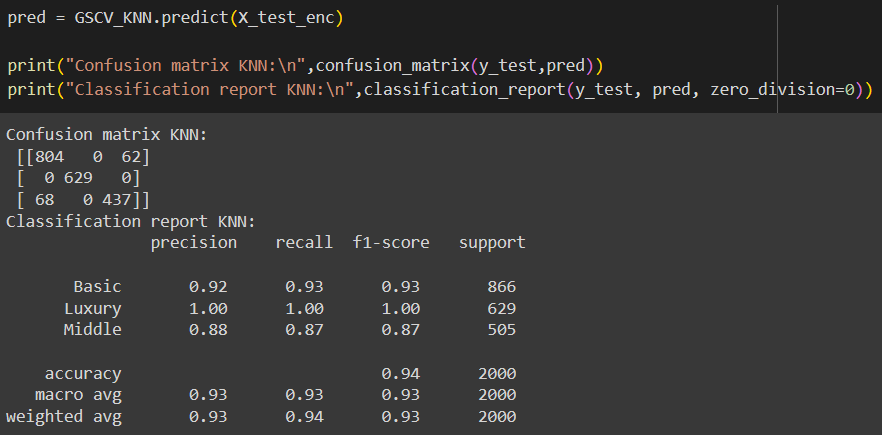 pred = GSCV_KNN.predict(X_test_enc)
print("Confusion matrix KNN:\n",confusion_matrix(y_test,pred))
print("Classification report KNN:\n",classification_report(y_test, pred, zero_division=0))
Confusion matrix KNN:
[[804   0  62]
[  0 629   0]
[ 68   0 437]]
Classification report KNN:
precision    recall  f1-score   support
Basic       0.92      0.93      0.93       866
Luxury       1.00      1.00      1.00       629
Middle       0.88      0.87      0.87       505
accuracy                           0.94      2000
macro avg       0.93      0.93      0.93      2000
weighted avg       0.93      0.94      0.93      2000